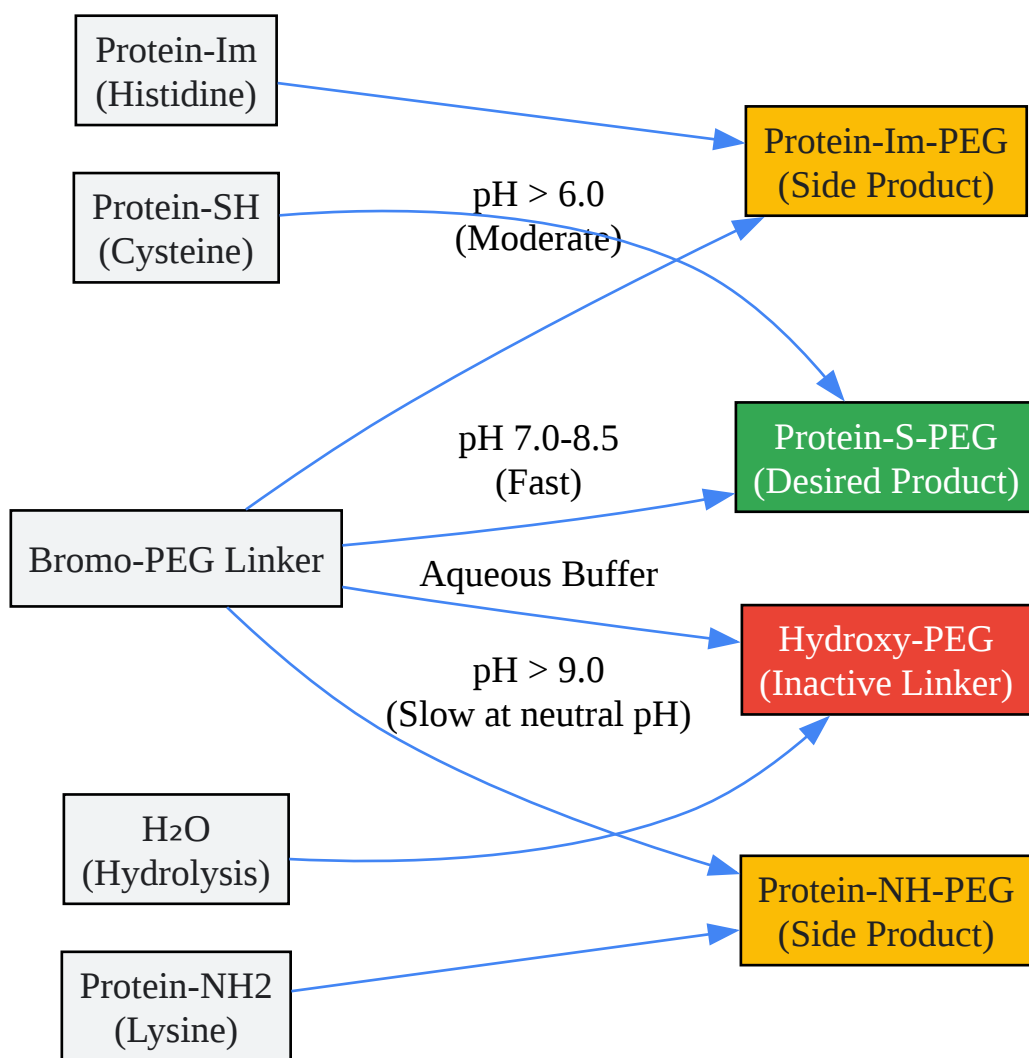 Protein-Im
(Histidine)
Protein-Im-PEG
(Side Product)
Protein-SH
(Cysteine)
pH > 6.0
(Moderate)
Protein-S-PEG
(Desired Product)
pH 7.0-8.5
(Fast)
Bromo-PEG Linker
Aqueous Buffer
Hydroxy-PEG
(Inactive Linker)
pH > 9.0
(Slow at neutral pH)
H₂O
(Hydrolysis)
Protein-NH-PEG
(Side Product)
Protein-NH2
(Lysine)